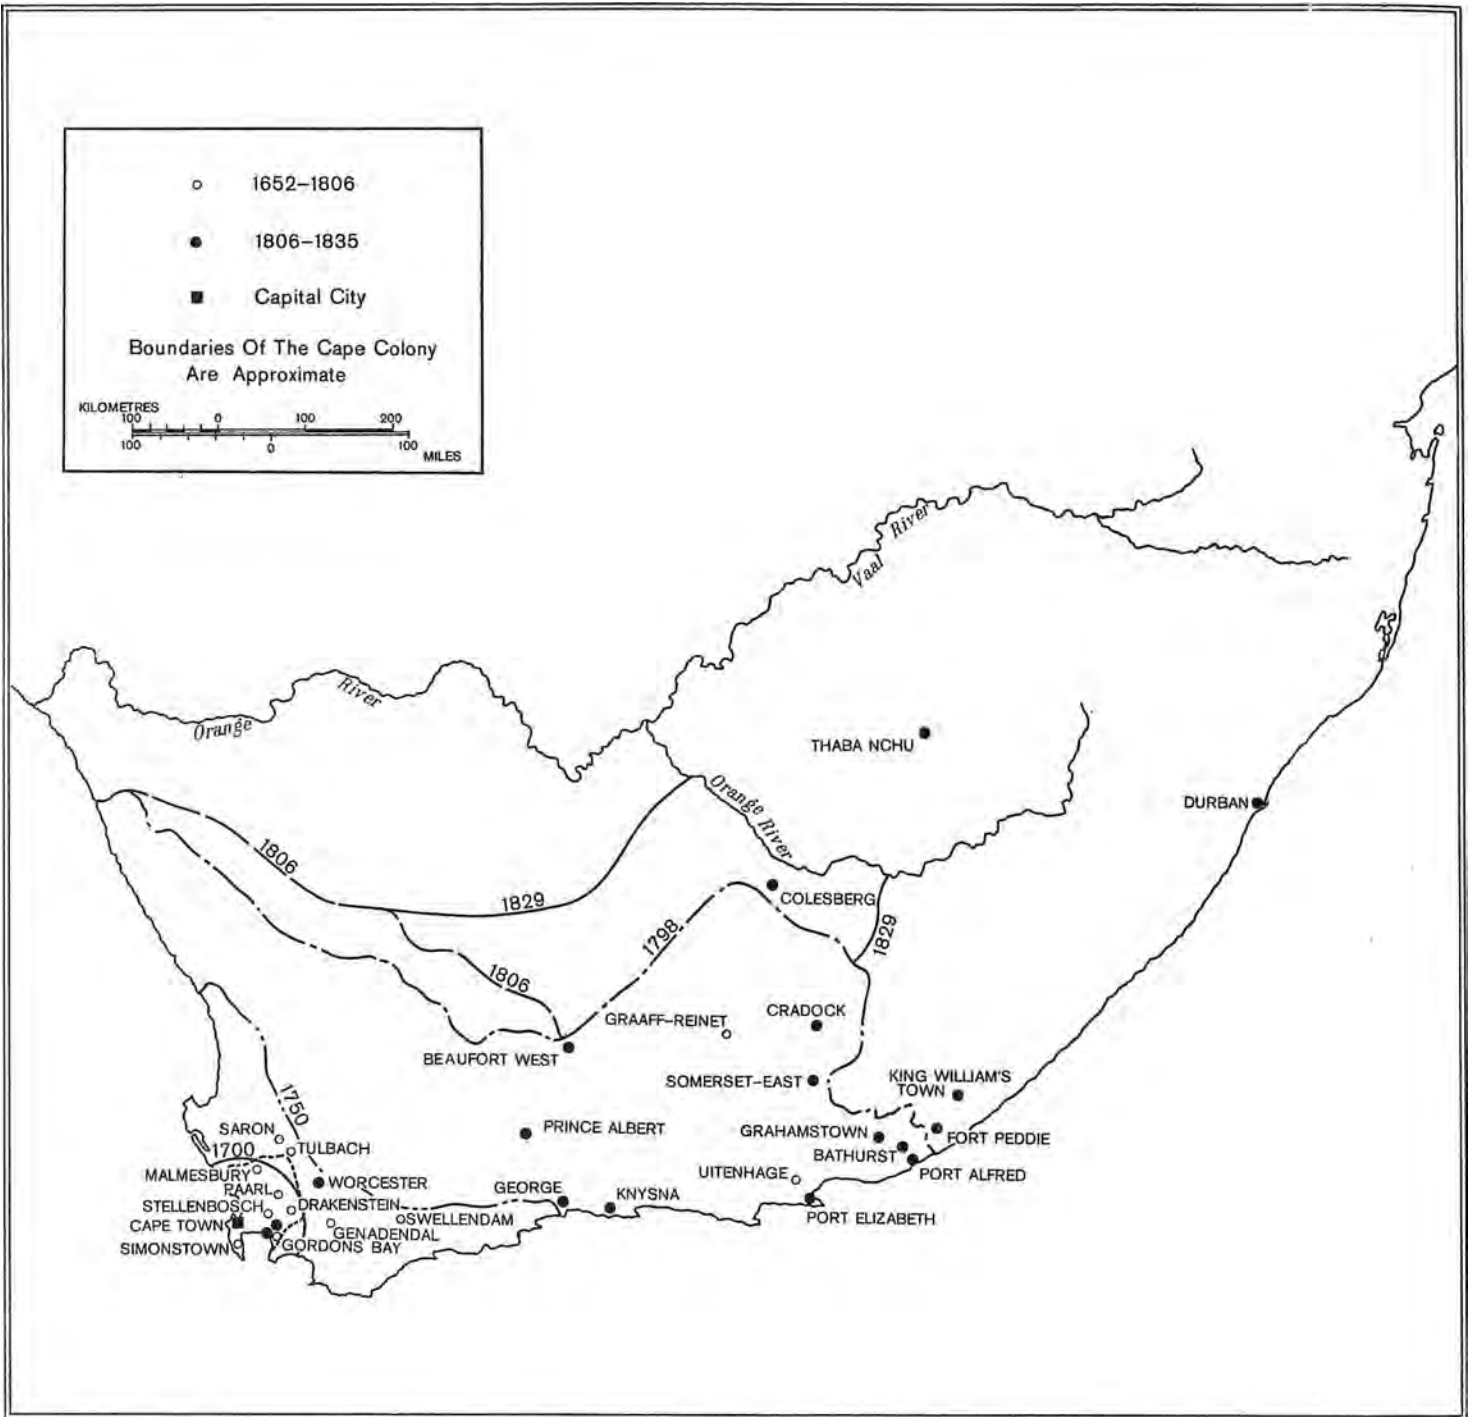 1652–1806
1806–1835
Capital City
Boundaries Of The Cape Colony
Are Approximate
KILOMETRES
100 0 100 200
100 0 100
MILES
Vaal River
Orange River
THABA NCHU
Orange River
DURBAN
1806
1829
COLESBERG
1798
1829
1806
CRADOCK
GRAAFF-REINET
BEAUFORT WEST
SOMERSET-EAST
KING WILLIAM'S
TOWN
1750
SARON
PRINCE ALBERT
GRAHAMSTOWN
FORT PEDDIE
1700
TULBACH
BATHURST
MALMESBURY
WORCESTER
UITENHAGE
PORT ALFRED
PAARL
GEORGE
KNYSNA
STELLENBOSCH
DRAKENSTEIN
SWELLENDAM
PORT ELIZABETH
CAPE TOWN
GENADENDAL
SIMONSTOWN
GORDONS BAY